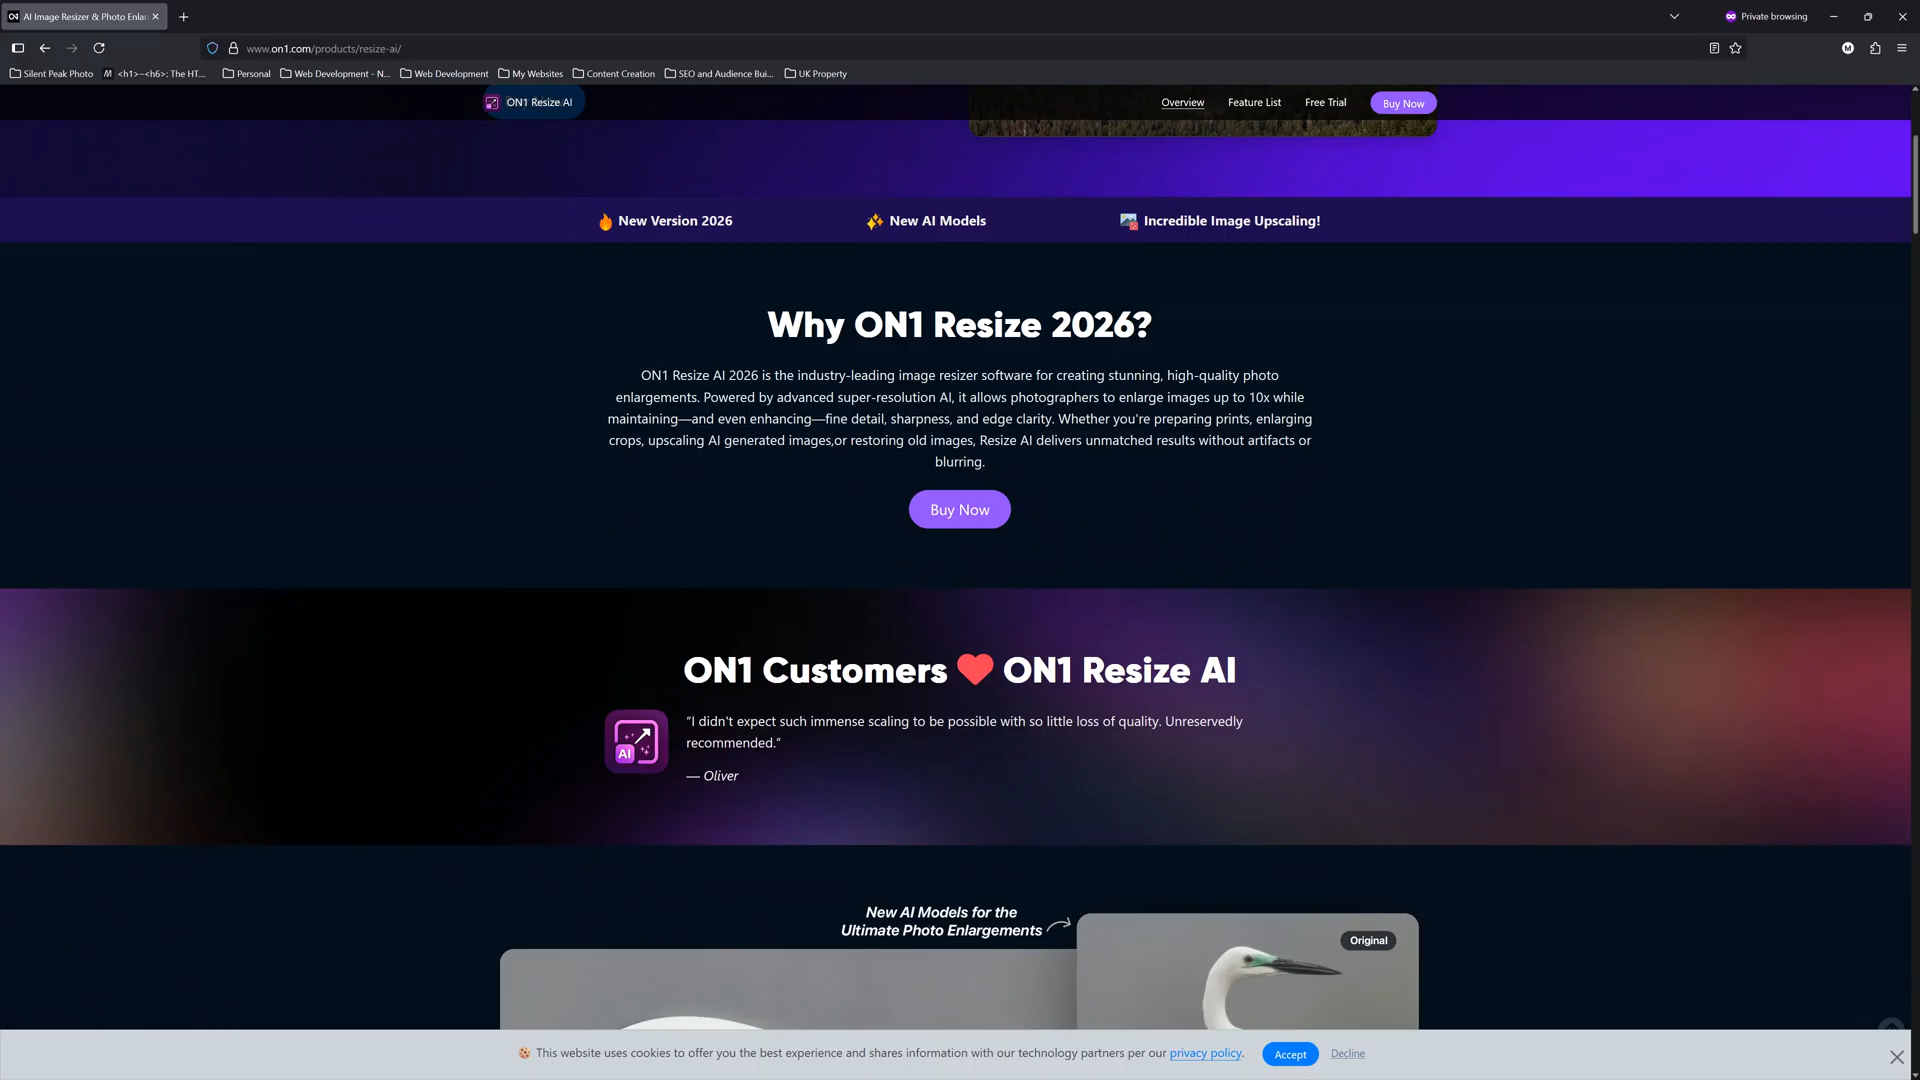 AI Image Resizer & Photo Enlar
Private browsing
www.on1.com/products/resize-ai/
Silent Peak Photo
<h1>–<h6>: The HT...
Personal
Web Development - N...
Web Development
My Websites
Content Creation
SEO and Audience Bui...
UK Property
ON1 Resize AI
Overview
Feature List
Free Trial
Buy Now
New Version 2026
New AI Models
Incredible Image Upscaling!
Why ON1 Resize 2026?
ON1 Resize AI 2026 is the industry-leading image resizer software for creating stunning, high-quality photo
enlargements. Powered by advanced super-resolution AI, it allows photographers to enlarge images up to 10x while
maintaining—and even enhancing—fine detail, sharpness, and edge clarity. Whether you're preparing prints, enlarging
crops, upscaling AI generated images,or restoring old images, Resize AI delivers unmatched results without artifacts or
blurring.
Buy Now
ON1 Customers ❤ ON1 Resize AI
AI
“I didn't expect such immense scaling to be possible with so little loss of quality. Unreservedly
recommended.”
— Oliver
New AI Models for the
Ultimate Photo Enlargements
Original
This website uses cookies to offer you the best experience and shares information with our technology partners per our privacy policy.
Accept
Decline